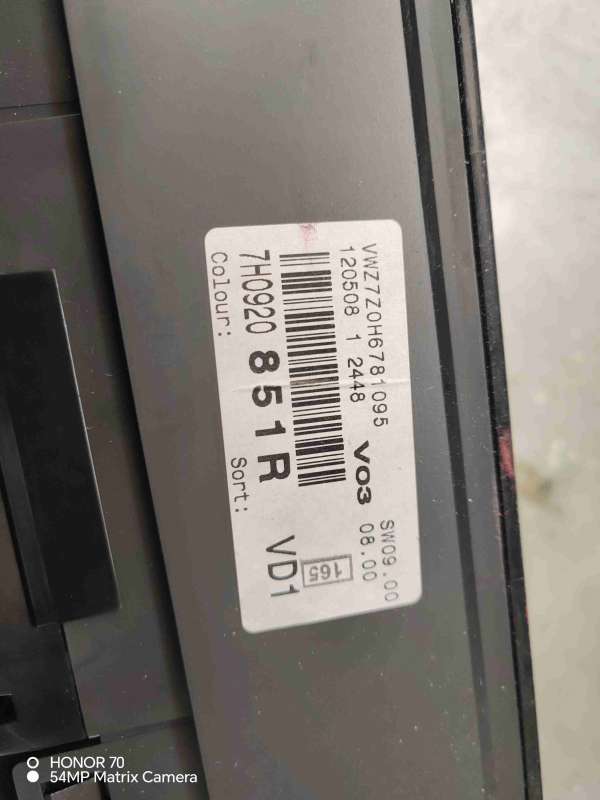 VWZ7Z0H6781095 SW09.00
120508 1 2448 V03 08.00
165
7H0920 851R VD1
Colour: Sort:
HONOR 70
54MP Matrix Camera